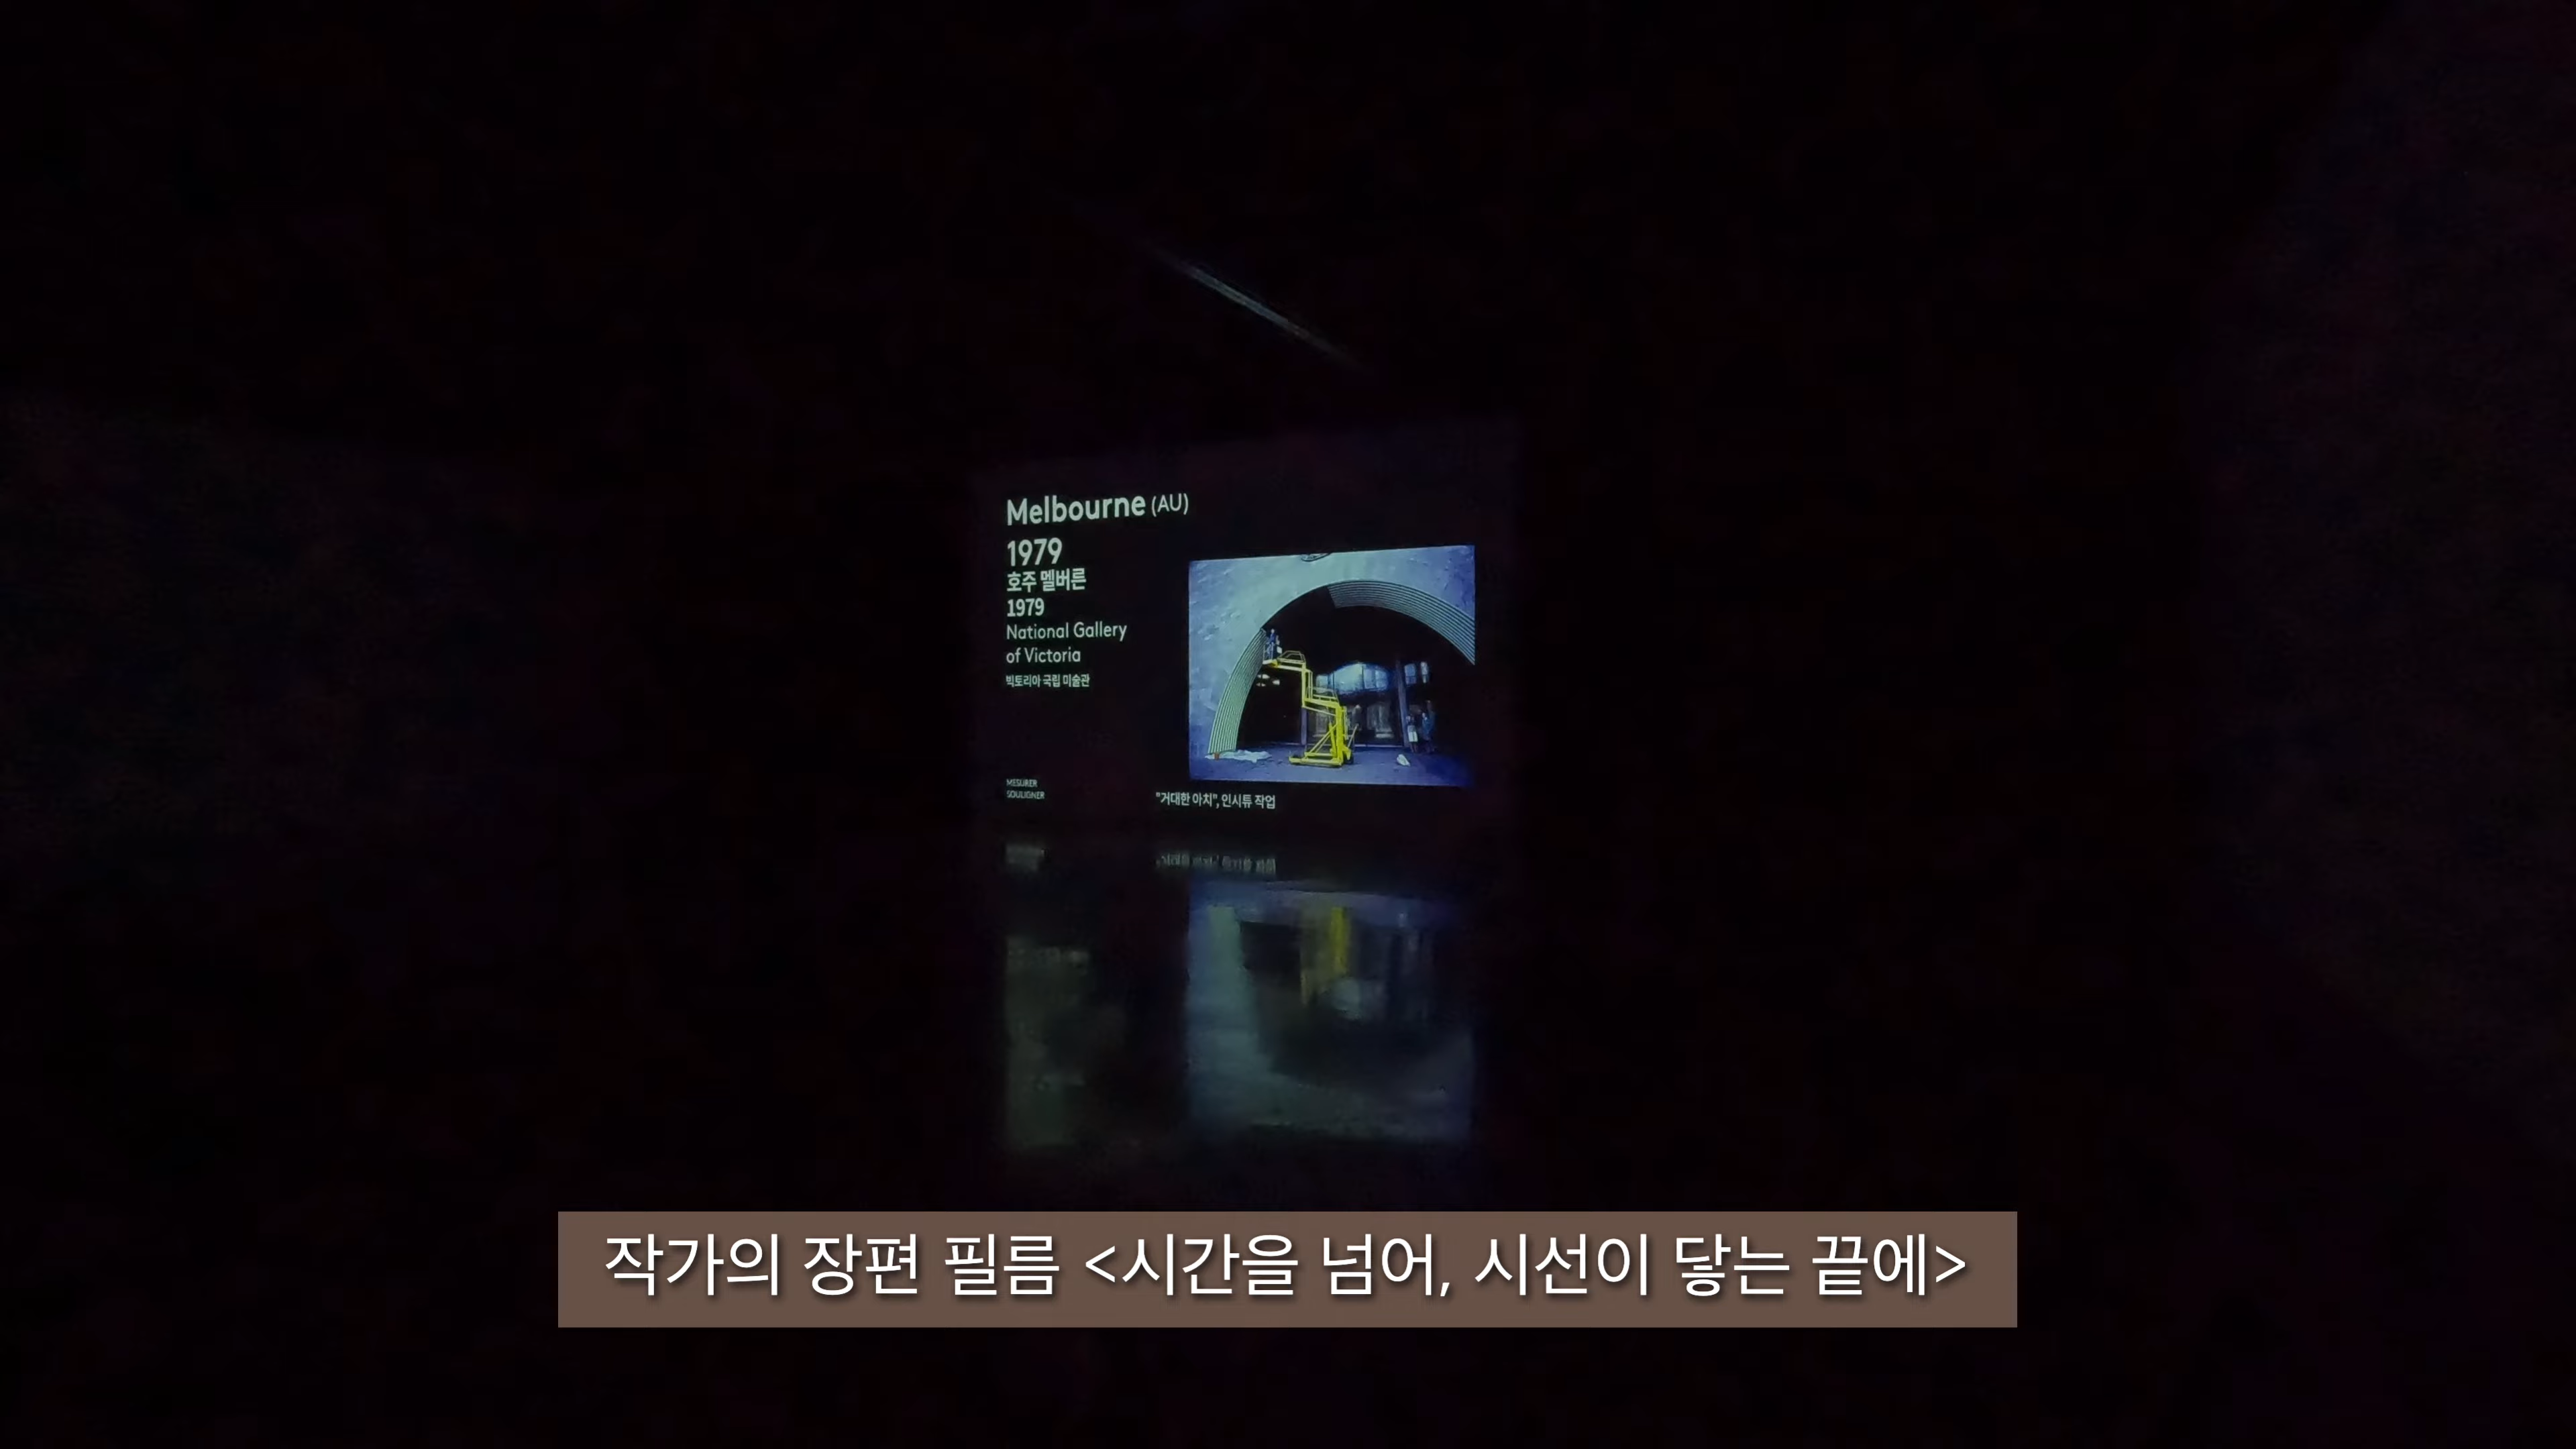 Melbourne (AU)
1979
호주 멜버른
1979
National Gallery
of Victoria
빅토리아 국립 미술관
MESURER
SOULIGNER
"거대한 아치", 인시튜 작업
작가의 장편 필름 <시간을 넘어, 시선이 닿는 끝에>